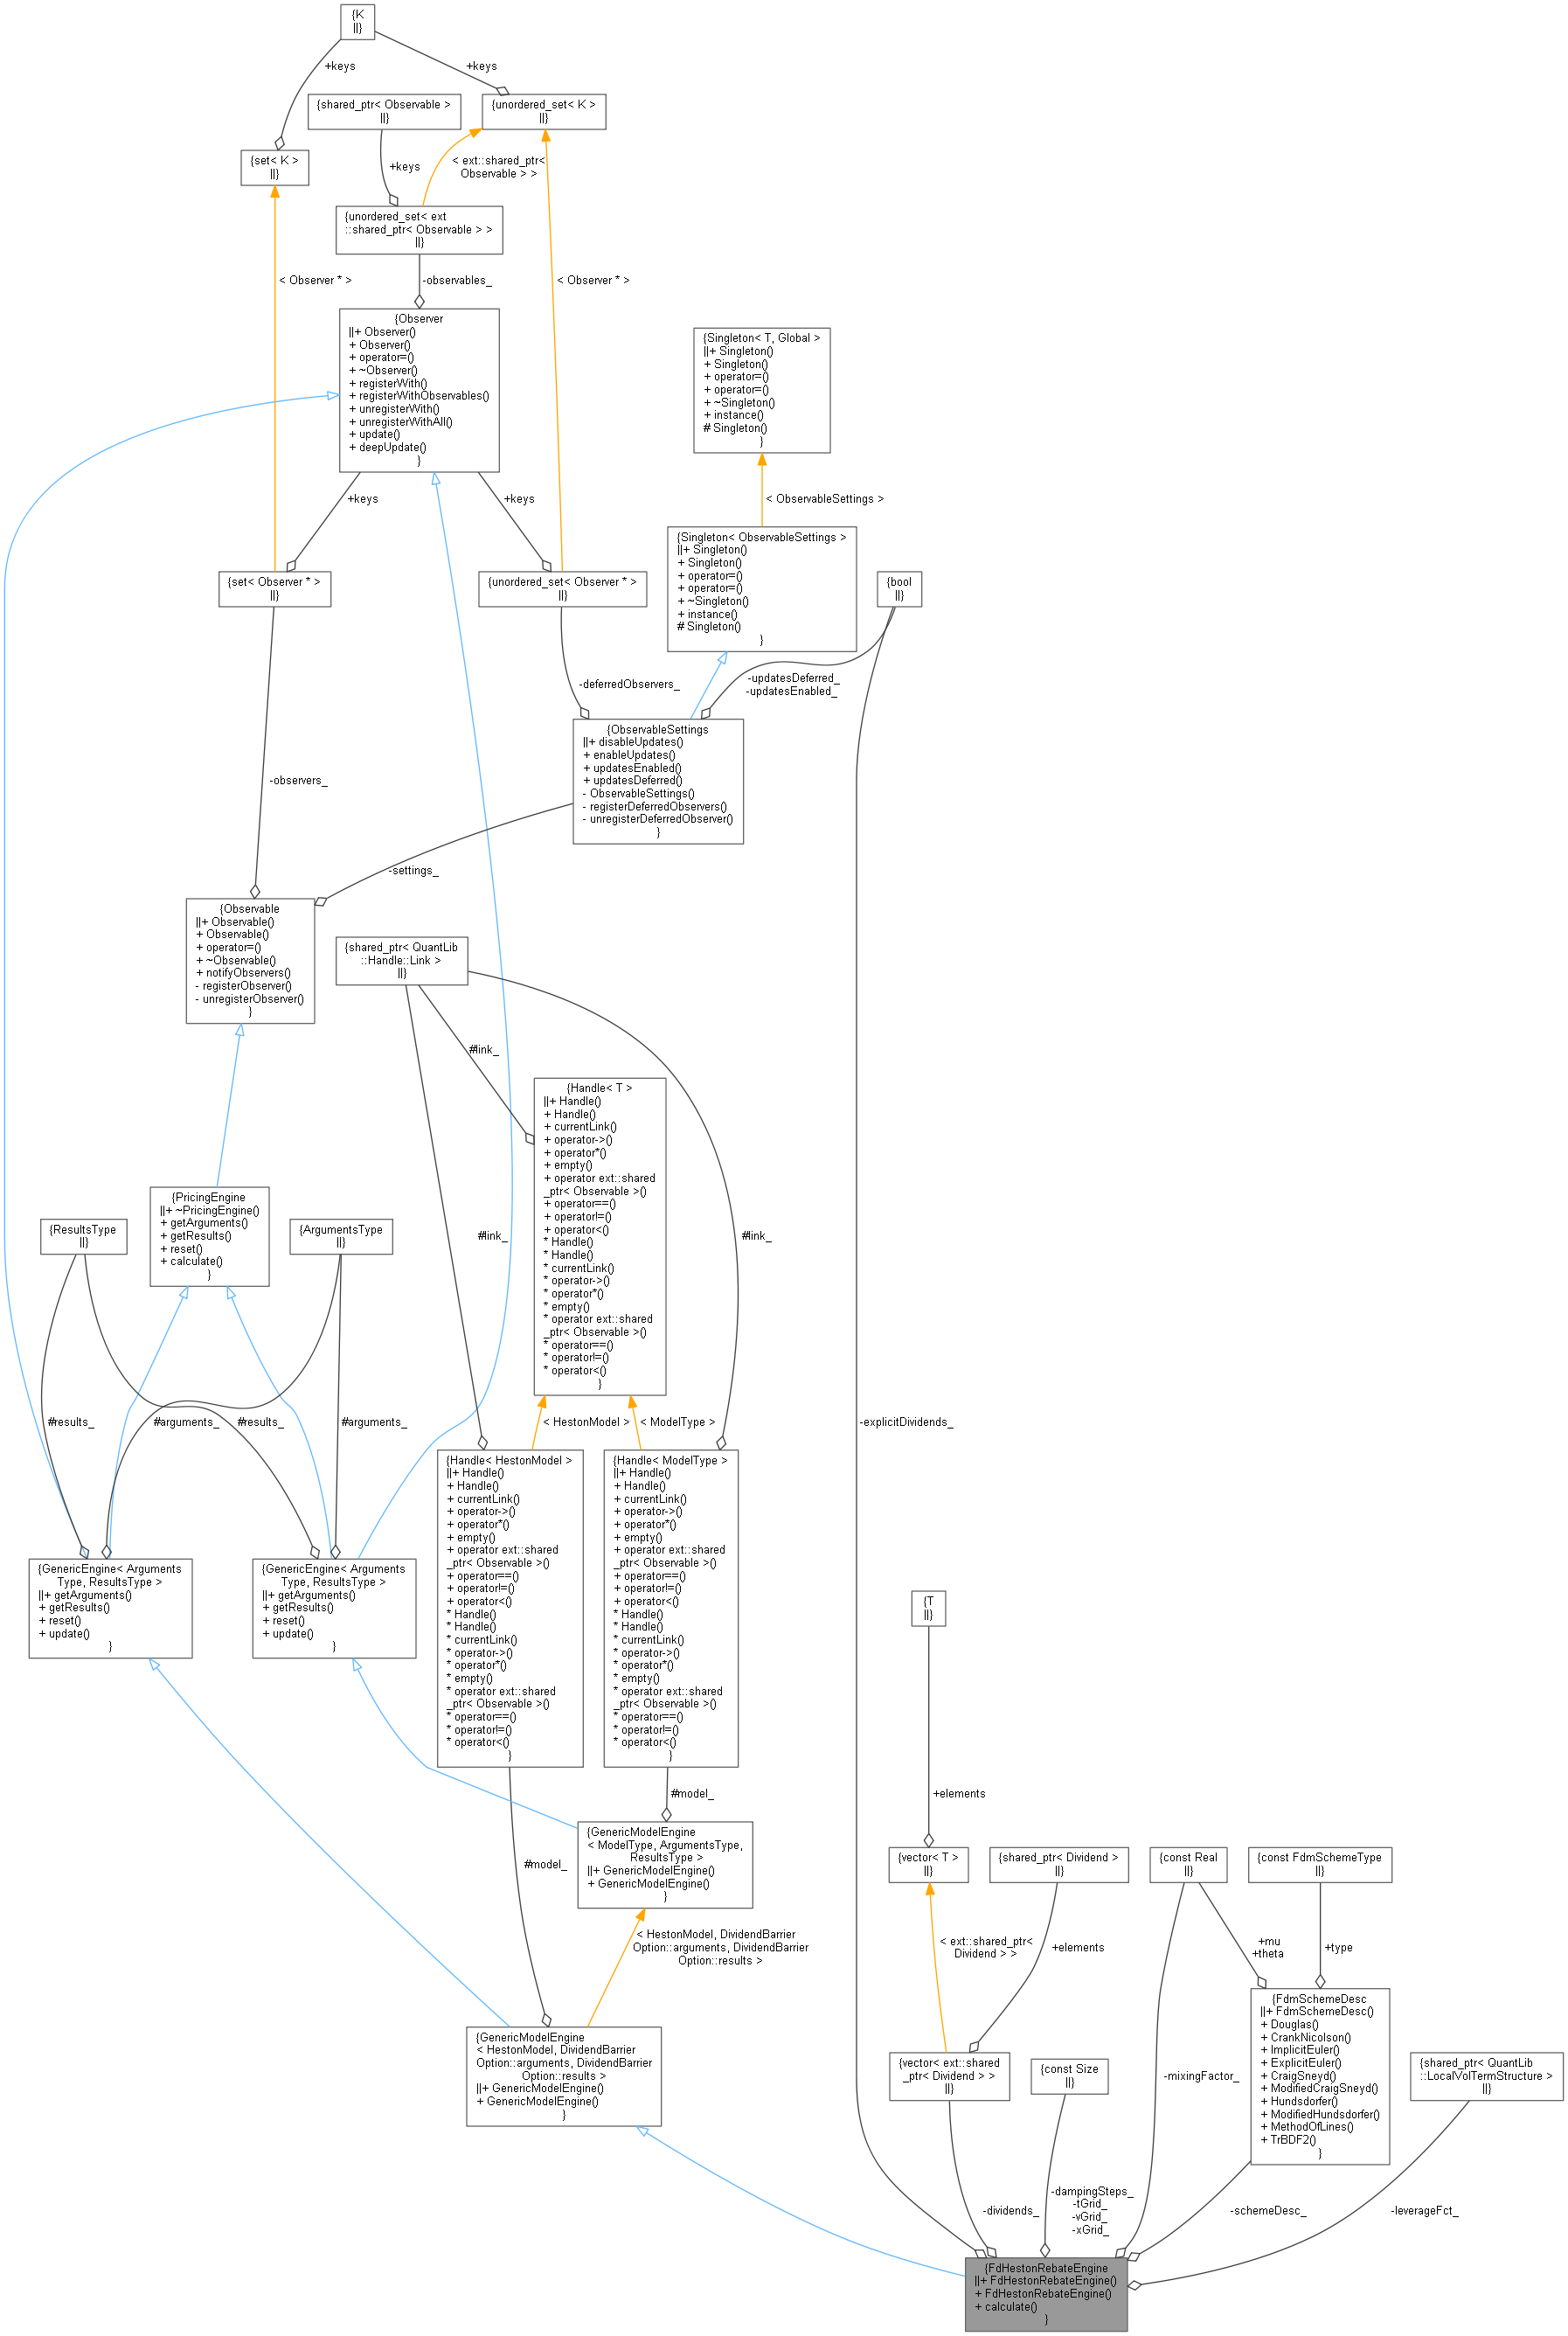 {K
||}
+keys
+keys
{shared_ptr< Observable >
||}
{unordered_set< K >
||}
{set< K >
||}
+keys
< ext::shared_ptr<
Observable > >
{unordered_set< ext
::shared_ptr< Observable > >
||}
< Observer * >
-observables_
< Observer * >
{Observer
||+ Observer()
+ Observer()
+ operator=()
+ ~Observer()
+ registerWith()
+ registerWithObservables()
+ unregisterWith()
+ unregisterWithAll()
+ update()
+ deepUpdate()
}
{Singleton< T, Global >
||+ Singleton()
+ Singleton()
+ operator=()
+ operator=()
+ ~Singleton()
+ instance()
# Singleton()
}
+keys
+keys
< ObservableSettings >
{Singleton< ObservableSettings >
||+ Singleton()
+ Singleton()
+ operator=()
+ operator=()
+ ~Singleton()
+ instance()
# Singleton()
}
{set< Observer * >
||}
{unordered_set< Observer * >
||}
{bool
||}
-deferredObservers_
-updatesDeferred_
-updatesEnabled_
{ObservableSettings
||+ disableUpdates()
+ enableUpdates()
+ updatesEnabled()
+ updatesDeferred()
- ObservableSettings()
- registerDeferredObservers()
- unregisterDeferredObserver()
}
-observers_
-settings_
{Observable
||+ Observable()
+ Observable()
+ operator=()
+ ~Observable()
+ notifyObservers()
- registerObserver()
- unregisterObserver()
}
{shared_ptr< QuantLib
::Handle::Link >
||}
#link_
{Handle< T >
||+ Handle()
+ Handle()
+ currentLink()
+ operator->()
+ operator*()
+ empty()
+ operator ext::shared
_ptr< Observable >()
+ operator==()
+ operator!=()
+ operator<()
* Handle()
* Handle()
* currentLink()
* operator->()
* operator*()
* empty()
* operator ext::shared
_ptr< Observable >()
* operator==()
* operator!=()
* operator<()
}
{PricingEngine
||+ ~PricingEngine()
+ getArguments()
+ getResults()
+ reset()
+ calculate()
}
{ResultsType
||}
{ArgumentsType
||}
#link_
#link_
#results_
#arguments_
#results_
#arguments_
< HestonModel >
< ModelType >
-explicitDividends_
{Handle< HestonModel >
||+ Handle()
+ Handle()
+ currentLink()
+ operator->()
+ operator*()
+ empty()
+ operator ext::shared
_ptr< Observable >()
+ operator==()
+ operator!=()
+ operator<()
* Handle()
* Handle()
* currentLink()
* operator->()
* operator*()
* empty()
* operator ext::shared
_ptr< Observable >()
* operator==()
* operator!=()
* operator<()
}
{Handle< ModelType >
||+ Handle()
+ Handle()
+ currentLink()
+ operator->()
+ operator*()
+ empty()
+ operator ext::shared
_ptr< Observable >()
+ operator==()
+ operator!=()
+ operator<()
* Handle()
* Handle()
* currentLink()
* operator->()
* operator*()
* empty()
* operator ext::shared
_ptr< Observable >()
* operator==()
* operator!=()
* operator<()
}
{GenericEngine< Arguments
Type, ResultsType >
||+ getArguments()
+ getResults()
+ reset()
+ update()
}
{GenericEngine< Arguments
Type, ResultsType >
||+ getArguments()
+ getResults()
+ reset()
+ update()
}
{T
||}
#model_
+elements
{GenericModelEngine
< ModelType, ArgumentsType,
ResultsType >
||+ GenericModelEngine()
+ GenericModelEngine()
}
#model_
{vector< T >
||}
{shared_ptr< Dividend >
||}
{const Real
||}
{const FdmSchemeType
||}
< HestonModel, DividendBarrier
Option::arguments, DividendBarrier
Option::results >
< ext::shared_ptr<
Dividend > >
+elements
+mu
+theta
+type
{FdmSchemeDesc
||+ FdmSchemeDesc()
+ Douglas()
+ CrankNicolson()
+ ImplicitEuler()
+ ExplicitEuler()
+ CraigSneyd()
+ ModifiedCraigSneyd()
+ Hundsdorfer()
+ ModifiedHundsdorfer()
+ MethodOfLines()
+ TrBDF2()
}
{GenericModelEngine
< HestonModel, DividendBarrier
Option::arguments, DividendBarrier
Option::results >
||+ GenericModelEngine()
+ GenericModelEngine()
}
{vector< ext::shared
_ptr< Dividend > >
||}
{const Size
||}
-mixingFactor_
{shared_ptr< QuantLib
::LocalVolTermStructure >
||}
-dividends_
-dampingSteps_
-tGrid_
-vGrid_
-xGrid_
-schemeDesc_
-leverageFct_
{FdHestonRebateEngine
||+ FdHestonRebateEngine()
+ FdHestonRebateEngine()
+ calculate()
}